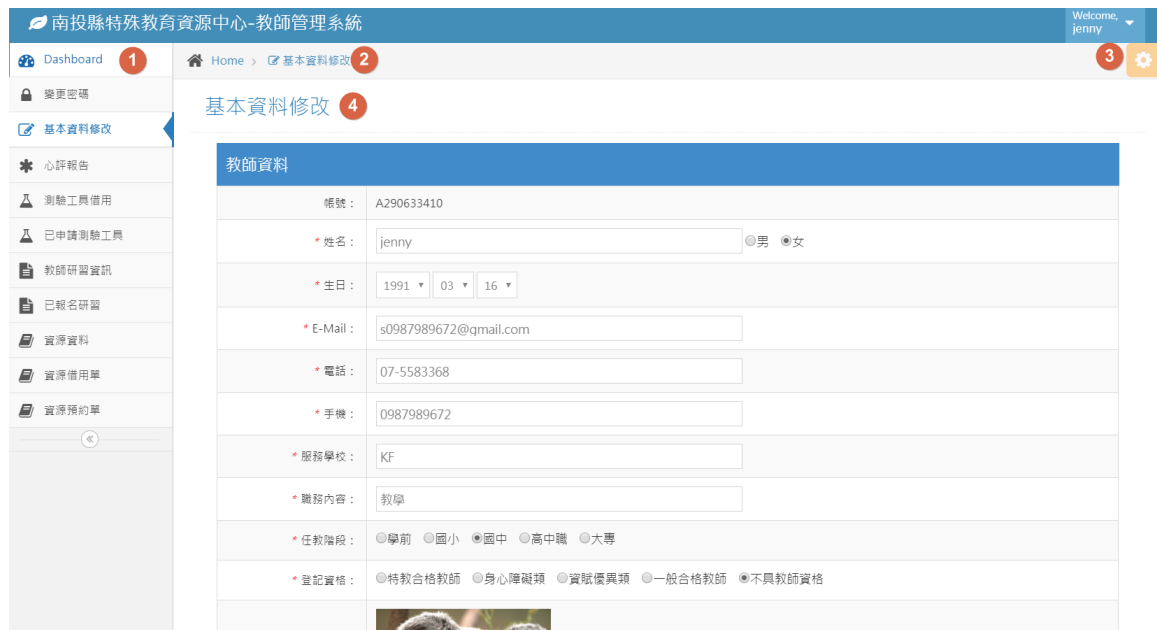 南投縣特殊教育資源中心-教師管理系統
Welcome,
jenny
Dashboard 1
Home > 基本資料修改 2
3
變更密碼
基本資料修改 4
基本資料修改
心評報告
測驗工具借用
已申請測驗工具
教師研習資訊
已報名研習
資源資料
資源借用單
資源預約單
教師資料
帳號： A290633410
* 姓名： jenny 男 女
* 生日： 1991 03 16
* E-Mail： s0987989672@gmail.com
* 電話： 07-5583368
* 手機： 0987989672
* 服務學校： KF
* 職務內容： 教學
* 任教階段： 學前 國小 國中 高中職 大專
* 登記資格： 特教合格教師 身心障礙類 資賦優異類 一般合格教師 不具教師資格